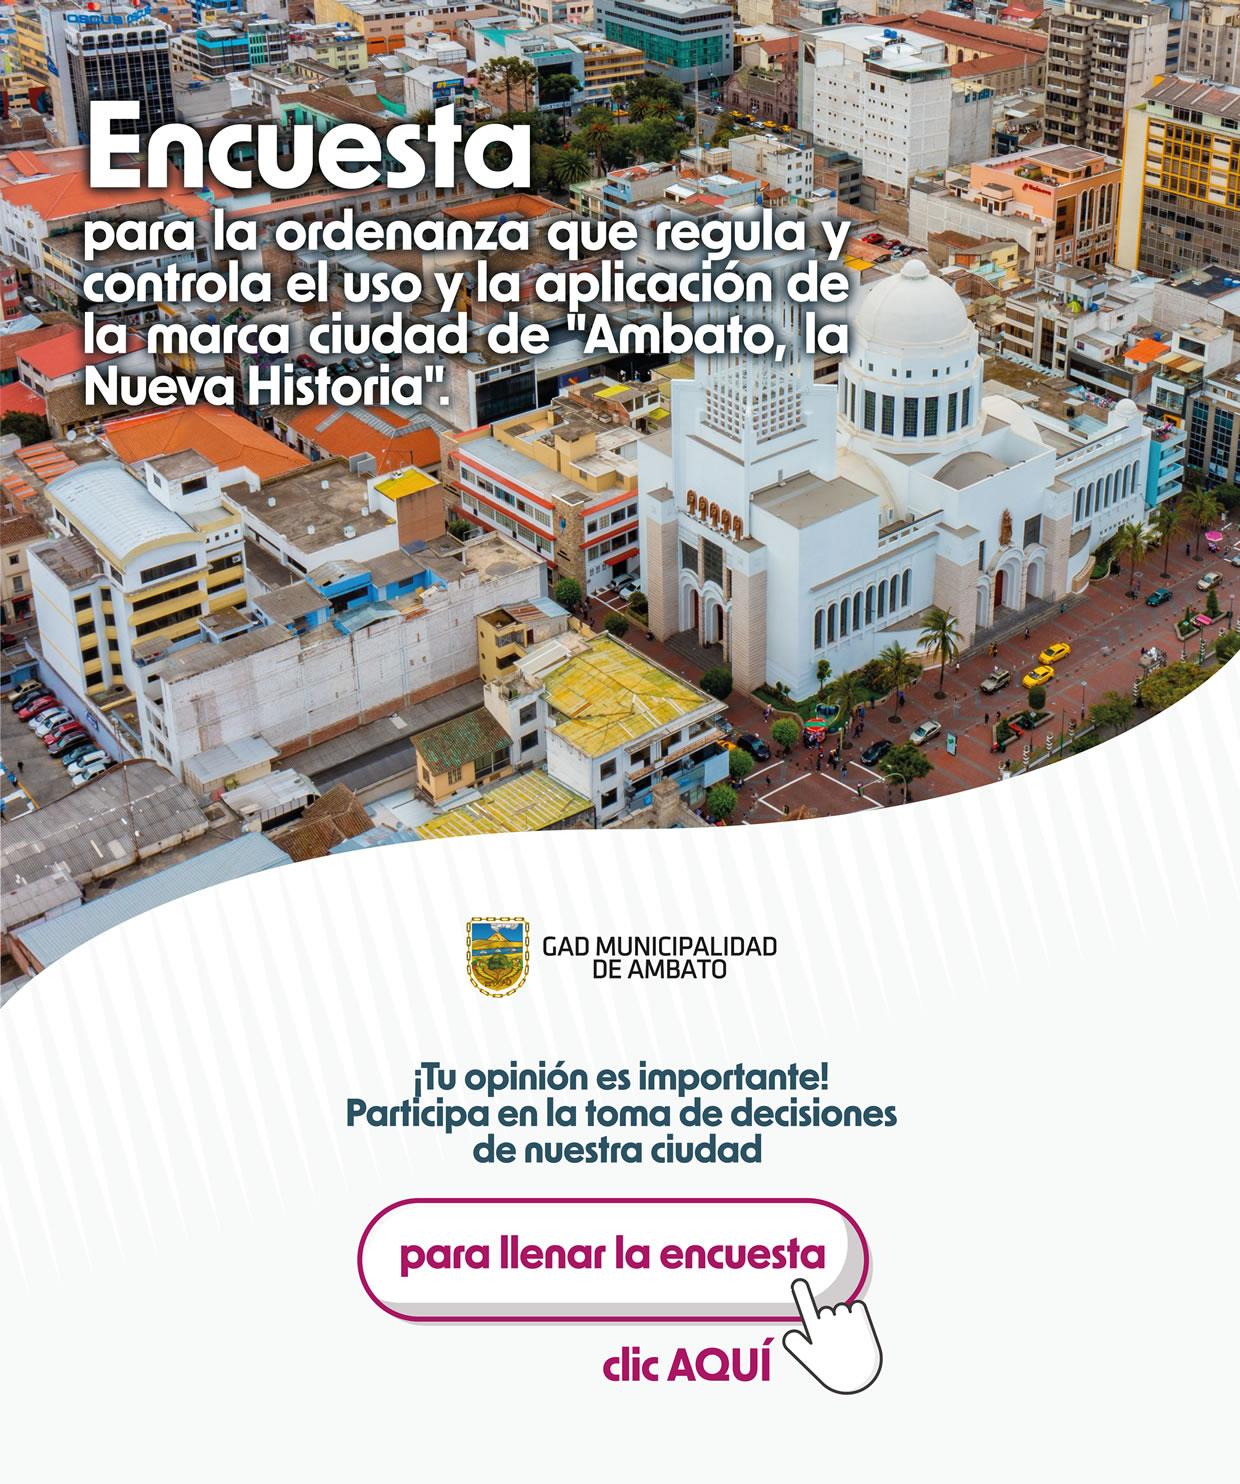 Encuesta
para la ordenanza que regula y
controla el uso y la aplicación de
la marca ciudad de "Ambato, la
Nueva Historia".
GAD MUNICIPALIDAD
DE AMBATO
¡Tu opinión es importante!
Participa en la toma de decisiones
de nuestra ciudad
para llenar la encuesta
clic AQUÍ